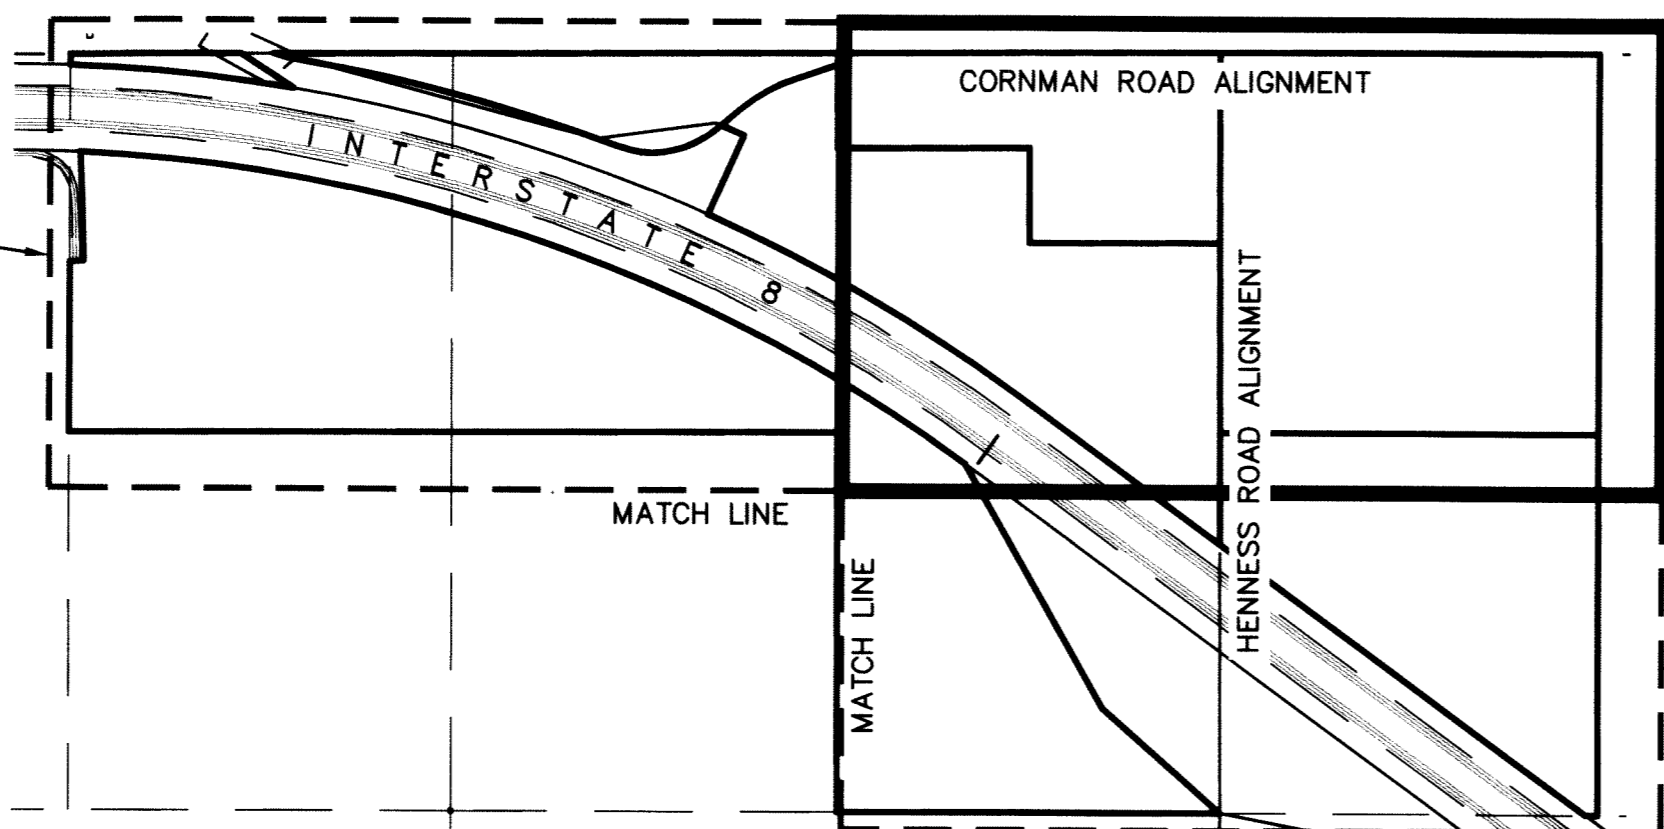 CORNMAN ROAD ALIGNMENT
INTERSTATE 8
HENNESS ROAD ALIGNMENT
MATCH LINE
MATCH LINE